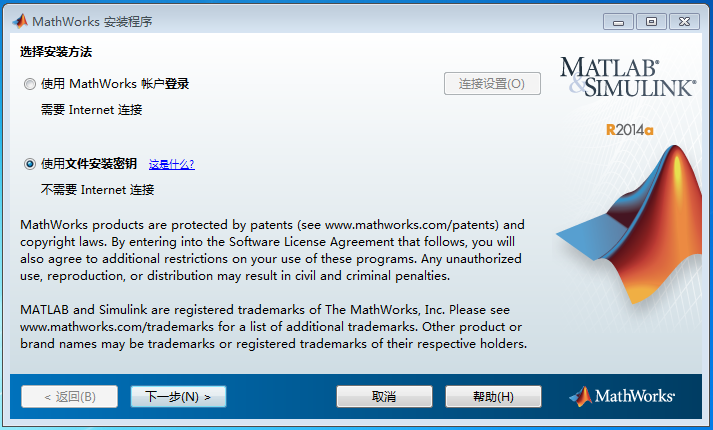 MathWorks 安装程序
选择安装方法
使用 MathWorks 帐户登录
连接设置(O)
需要 Internet 连接
使用文件安装密钥 这是什么?
不需要 Internet 连接
MATLAB®
&SIMULINK®
R2014a
MathWorks products are protected by patents (see www.mathworks.com/patents) and
copyright laws. By entering into the Software License Agreement that follows, you will
also agree to additional restrictions on your use of these programs. Any unauthorized
use, reproduction, or distribution may result in civil and criminal penalties.
MATLAB and Simulink are registered trademarks of The MathWorks, Inc. Please see
www.mathworks.com/trademarks for a list of additional trademarks. Other product or
brand names may be trademarks or registered trademarks of their respective holders.
< 返回(B) 下一步(N) > 取消 帮助(H) MathWorks®